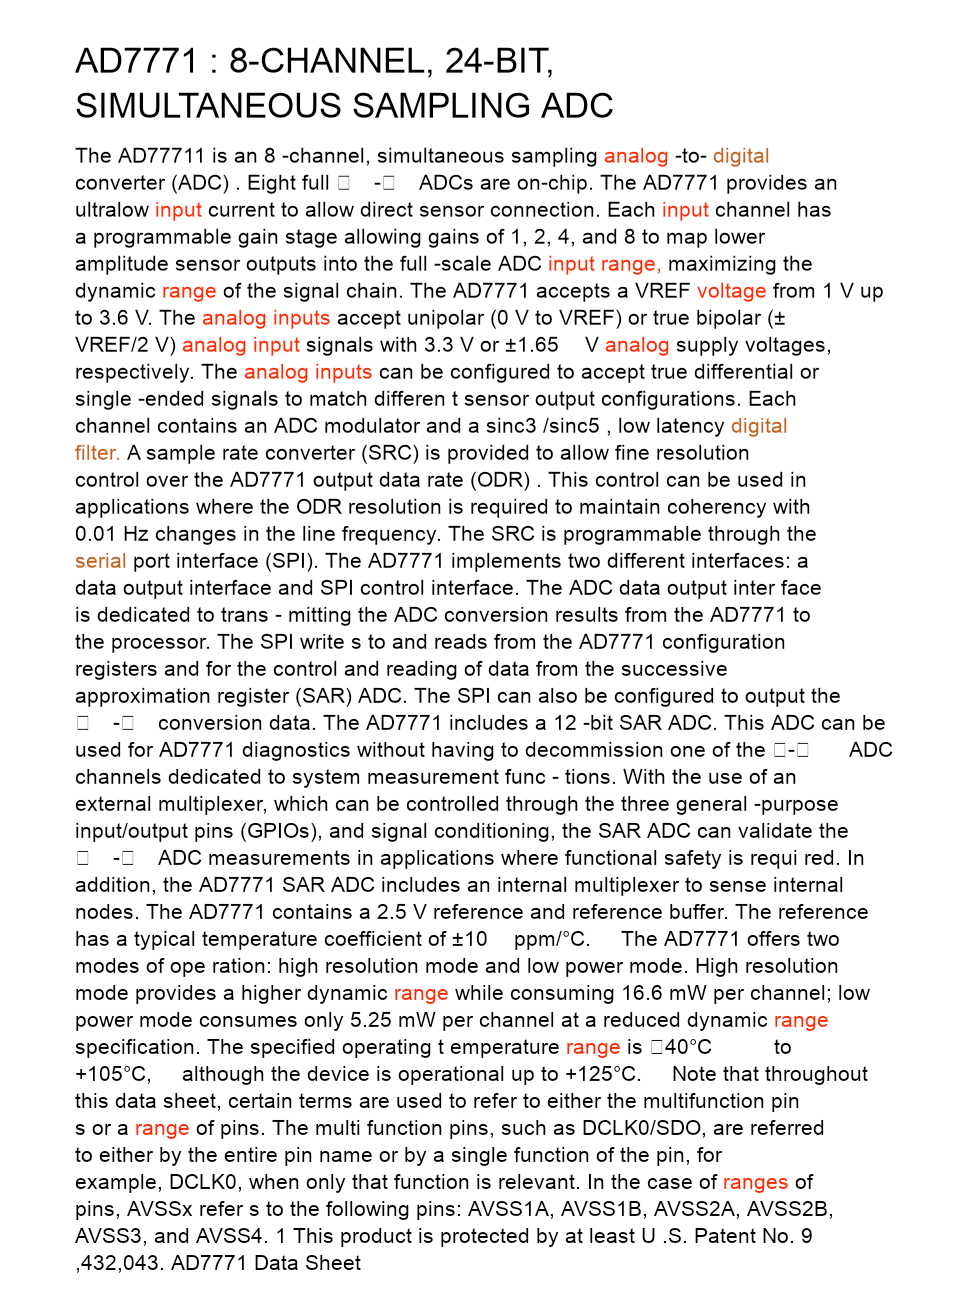 AD7771 : 8-CHANNEL, 24-BIT,
SIMULTANEOUS SAMPLING ADC
The AD77711 is an 8 -channel, simultaneous sampling analog -to- digital
converter (ADC) . Eight full □ -□ ADCs are on-chip. The AD7771 provides an
ultralow input current to allow direct sensor connection. Each input channel has
a programmable gain stage allowing gains of 1, 2, 4, and 8 to map lower
amplitude sensor outputs into the full -scale ADC input range, maximizing the
dynamic range of the signal chain. The AD7771 accepts a VREF voltage from 1 V up
to 3.6 V. The analog inputs accept unipolar (0 V to VREF) or true bipolar (±
VREF/2 V) analog input signals with 3.3 V or ±1.65 V analog supply voltages,
respectively. The analog inputs can be configured to accept true differential or
single -ended signals to match differen t sensor output configurations. Each
channel contains an ADC modulator and a sinc3 /sinc5 , low latency digital
filter. A sample rate converter (SRC) is provided to allow fine resolution
control over the AD7771 output data rate (ODR) . This control can be used in
applications where the ODR resolution is required to maintain coherency with
0.01 Hz changes in the line frequency. The SRC is programmable through the
serial port interface (SPI). The AD7771 implements two different interfaces: a
data output interface and SPI control interface. The ADC data output inter face
is dedicated to trans - mitting the ADC conversion results from the AD7771 to
the processor. The SPI write s to and reads from the AD7771 configuration
registers and for the control and reading of data from the successive
approximation register (SAR) ADC. The SPI can also be configured to output the
□ -□ conversion data. The AD7771 includes a 12 -bit SAR ADC. This ADC can be
used for AD7771 diagnostics without having to decommission one of the □-□ ADC
channels dedicated to system measurement func - tions. With the use of an
external multiplexer, which can be controlled through the three general -purpose
input/output pins (GPIOs), and signal conditioning, the SAR ADC can validate the
□ -□ ADC measurements in applications where functional safety is requi red. In
addition, the AD7771 SAR ADC includes an internal multiplexer to sense internal
nodes. The AD7771 contains a 2.5 V reference and reference buffer. The reference
has a typical temperature coefficient of ±10 ppm/°C. The AD7771 offers two
modes of ope ration: high resolution mode and low power mode. High resolution
mode provides a higher dynamic range while consuming 16.6 mW per channel; low
power mode consumes only 5.25 mW per channel at a reduced dynamic range
specification. The specified operating t emperature range is □40°C to
+105°C, although the device is operational up to +125°C. Note that throughout
this data sheet, certain terms are used to refer to either the multifunction pin
s or a range of pins. The multi function pins, such as DCLK0/SDO, are referred
to either by the entire pin name or by a single function of the pin, for
example, DCLK0, when only that function is relevant. In the case of ranges of
pins, AVSSx refer s to the following pins: AVSS1A, AVSS1B, AVSS2A, AVSS2B,
AVSS3, and AVSS4. 1 This product is protected by at least U .S. Patent No. 9
,432,043. AD7771 Data Sheet